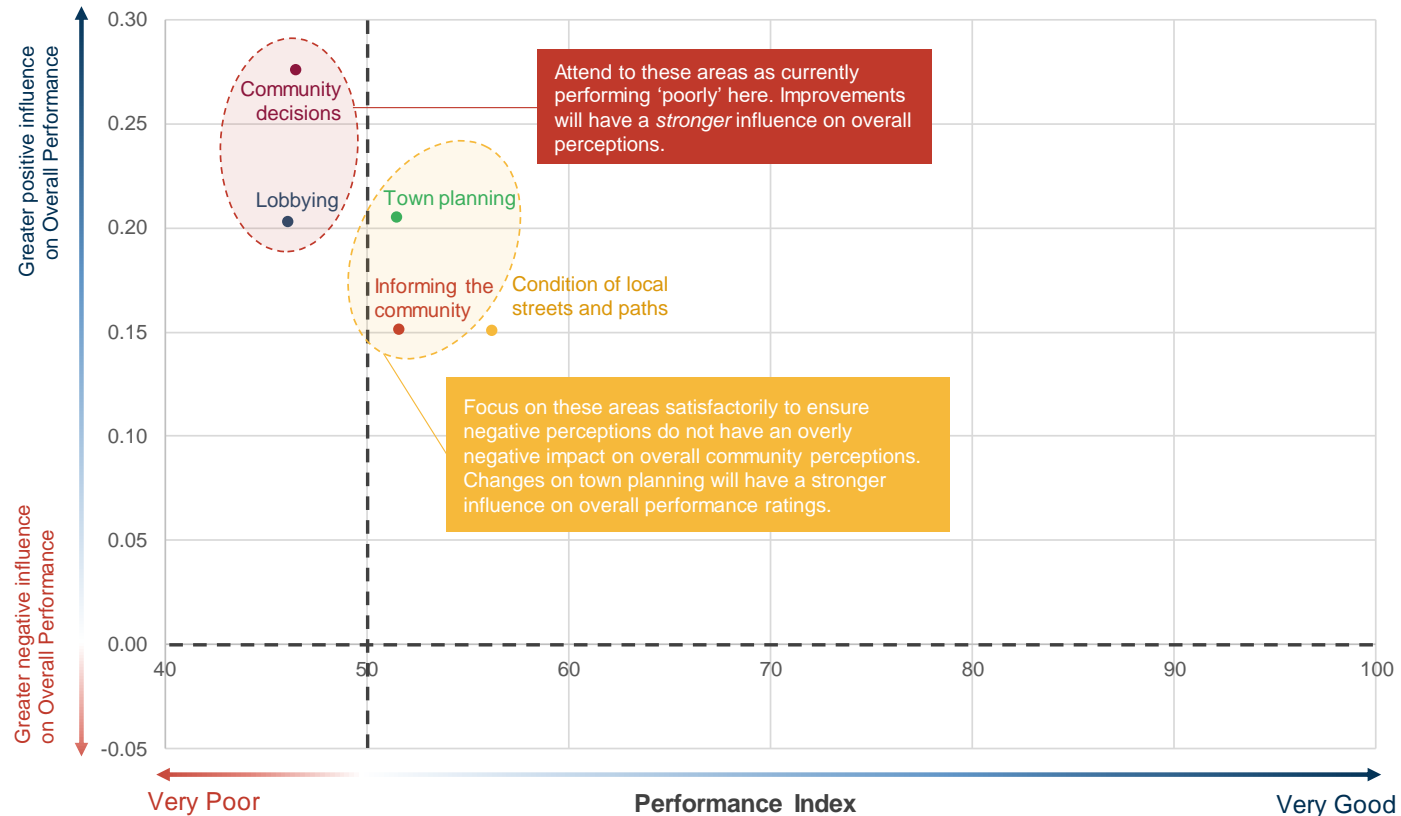 0.30
0.25
0.20
0.15
0.10
0.05
0.00
-0.05
Greater positive influence
on Overall Performance
Greater negative influence
on Overall Performance
Community
decisions
Lobbying
Attend to these areas as currently
performing ‘poorly’ here. Improvements
will have a stronger influence on overall
perceptions.
Town planning
Informing the
community
Condition of local
streets and paths
Focus on these areas satisfactorily to ensure
negative perceptions do not have an overly
negative impact on overall community perceptions.
Changes on town planning will have a stronger
influence on overall performance ratings.
40 50 60 70 80 90 100
Very Poor
Performance Index
Very Good